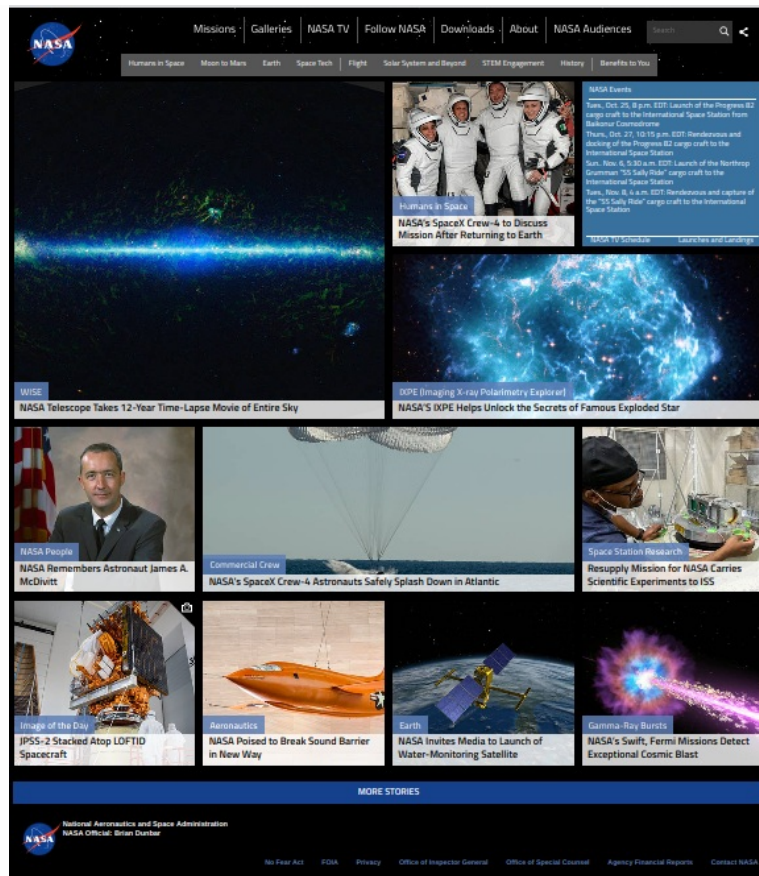 NASA
Missions
Galleries
NASA TV
Follow NASA
Downloads
About
NASA Audiences
Search
Humans in Space
Moon to Mars
Earth
Space Tech
Flight
Solar System and Beyond
STEM Engagement
History
Benefits to You
WISE
NASA Telescope Takes 12-Year Time-Lapse Movie of Entire Sky
Humans in Space
NASA's SpaceX Crew-4 to Discuss
Mission After Returning to Earth
NASA Events
Tues., Oct. 25, 8 p.m. EDT: Launch of the Progress 82
cargo craft to the International Space Station from
Baikonur Cosmodrome
Thurs., Oct. 27, 10:15 p.m. EDT: Rendezvous and
docking of the Progress 82 cargo craft to the
International Space Station
Sun. Nov. 6, 5:50 a.m. EDT: Launch of the Northrop
Grumman "SS Sally Ride" cargo craft to the
International Space Station
Tues., Nov. 8, 4 a.m. EDT: Rendezvous and capture of
the "SS Sally Ride" cargo craft to the International
Space Station
NASA TV Schedule
Launches and Landings
IXPE (Imaging X-ray Polarimetry Explorer)
NASA'S IXPE Helps Unlock the Secrets of Famous Exploded Star
NASA People
NASA Remembers Astronaut James A.
McDivitt
Commercial Crew
NASA's SpaceX Crew-4 Astronauts Safely Splash Down in Atlantic
Space Station Research
Resupply Mission for NASA Carries
Scientific Experiments to ISS
Image of the Day
JPSS-2 Stacked Atop LOFTID
Spacecraft
Aeronautics
NASA Poised to Break Sound Barrier
in New Way
Earth
NASA Invites Media to Launch of
Water-Monitoring Satellite
Gamma-Ray Bursts
NASA's Swift, Fermi Missions Detect
Exceptional Cosmic Blast
MORE STORIES
NASA
National Aeronautics and Space Administration
NASA Official: Brian Dunbar
No Fear Act
FOIA
Privacy
Office of Inspector General
Office of Special Counsel
Agency Financial Reports
Contact NASA